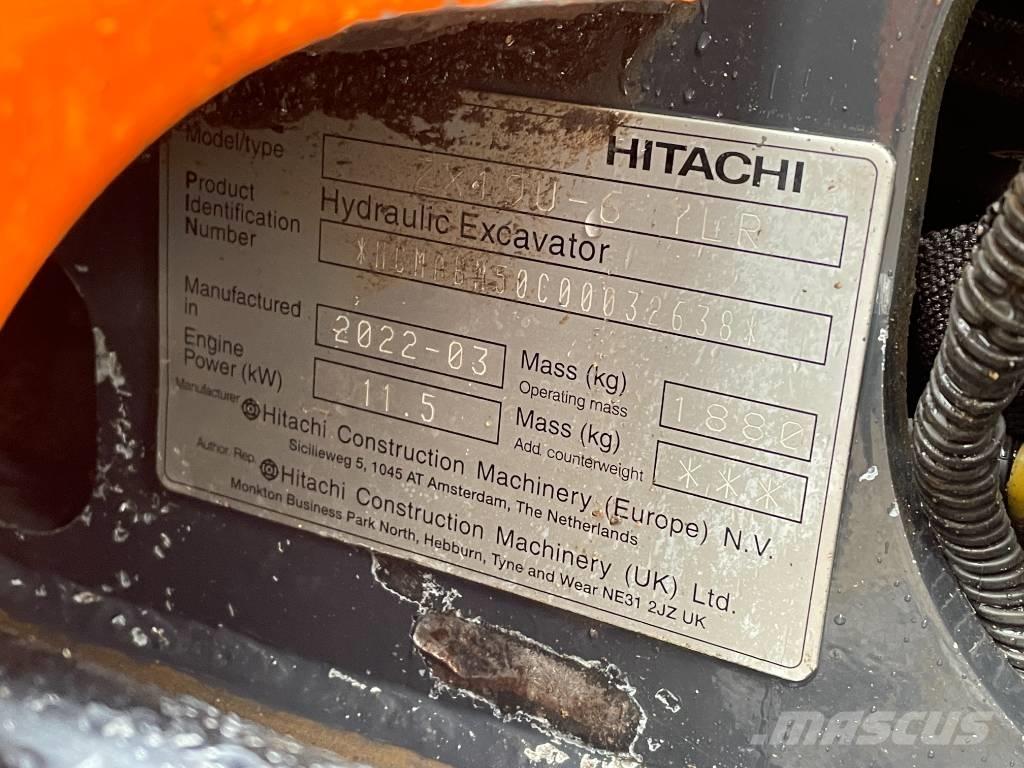 HITACHI
Model/type
ZX19U-6
Hydraulic Excavator
Product
Identification
Number
Manufactured
in
2022-03
Mass (kg)
Operating mass
1880
Engine
Power (kW)
11.5
Mass (kg)
Add. counterweight
***
Manufacturer Hitachi Construction Machinery (Europe) N.V.
Sicilieweg 5, 1045 AT Amsterdam, The Netherlands
Author. Rep. Hitachi Construction Machinery (UK) Ltd.
Monkton Business Park North, Hebburn, Tyne and Wear NE31 2JZ UK
MASCUS